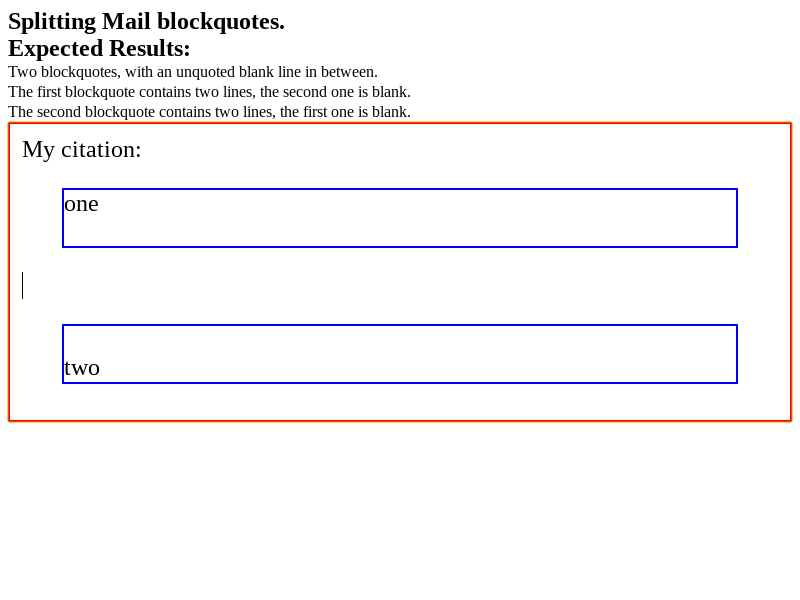 Splitting Mail blockquotes.
Expected Results:
Two blockquotes, with an unquoted blank line in between.
The first blockquote contains two lines, the second one is blank.
The second blockquote contains two lines, the first one is blank.
My citation:
one
two